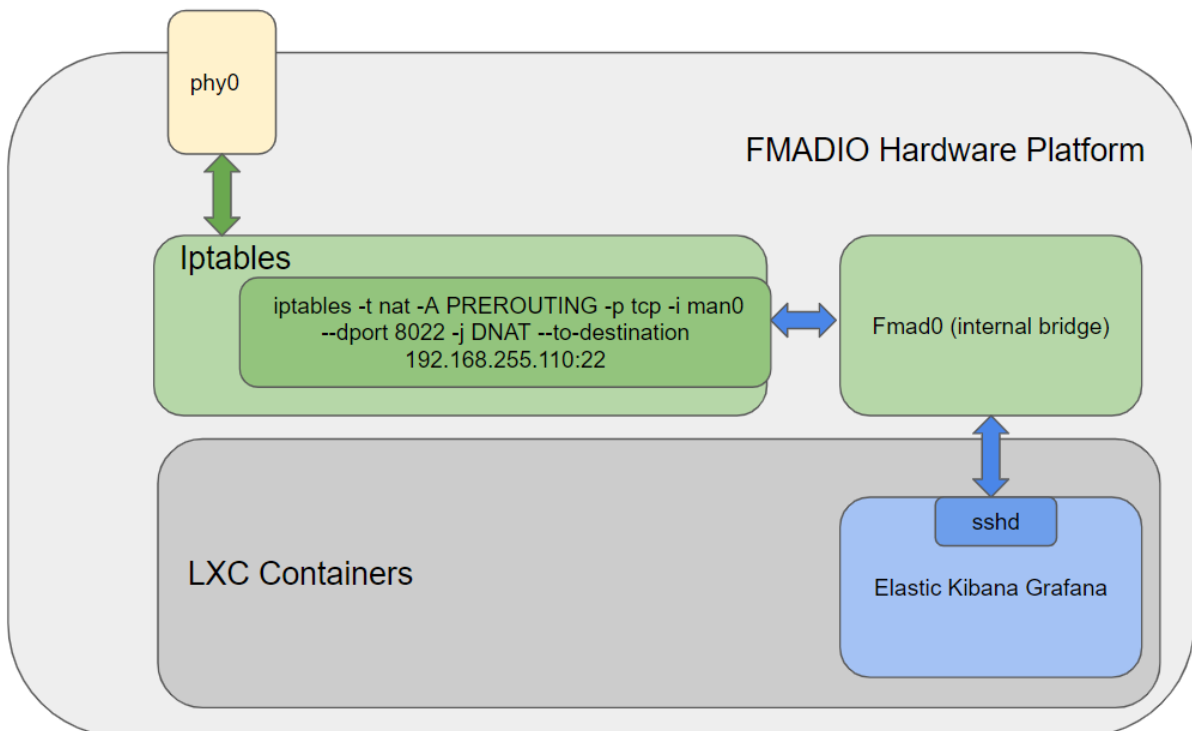 phy0
FMADIO Hardware Platform
Iptables
iptables -t nat -A PREROUTING -p tcp -i man0
--dport 8022 -j DNAT --to-destination
192.168.255.110:22
Fmad0 (internal bridge)
LXC Containers
sshd
Elastic Kibana Grafana